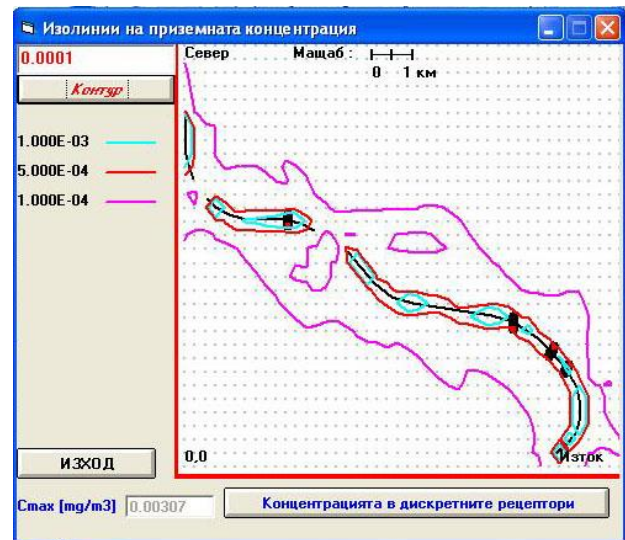 Изолинии на приземната концентрация
0.0001
Север
Мащаб :
0 1 км
Контур
1.000E-03
5.000E-04
1.000E-04
ИЗХОД
0,0
Изток
Cmax [mg/m3] 0.00307
Концентрацията в дискретните рецептори